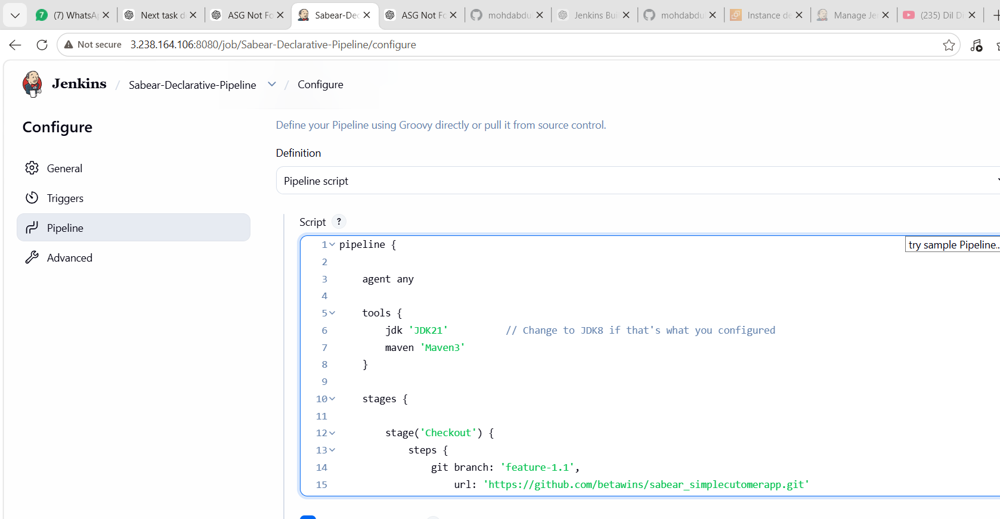 7 (7) WhatsA
Next task d
ASG Not Fo
Sabear-Dec
ASG Not Fo
mohdabdu
Jenkins Bui
mohdabdu
Instance de
Manage Je
(235) Dil Di
Not secure 3.238.164.106:8080/job/Sabear-Declarative-Pipeline/configure
Jenkins / Sabear-Declarative-Pipeline / Configure
Configure
General
Triggers
Pipeline
Advanced
Define your Pipeline using Groovy directly or pull it from source control.
Definition
Pipeline script
Script ?
try sample Pipeline..
1 pipeline {
2
3 agent any
4
5 tools {
6 jdk 'JDK21' // Change to JDK8 if that's what you configured
7 maven 'Maven3'
8 }
9
10 stages {
11
12 stage('Checkout') {
13 steps {
14 git branch: 'feature-1.1',
15 url: 'https://github.com/betawins/sabear_simplecutomerapp.git'